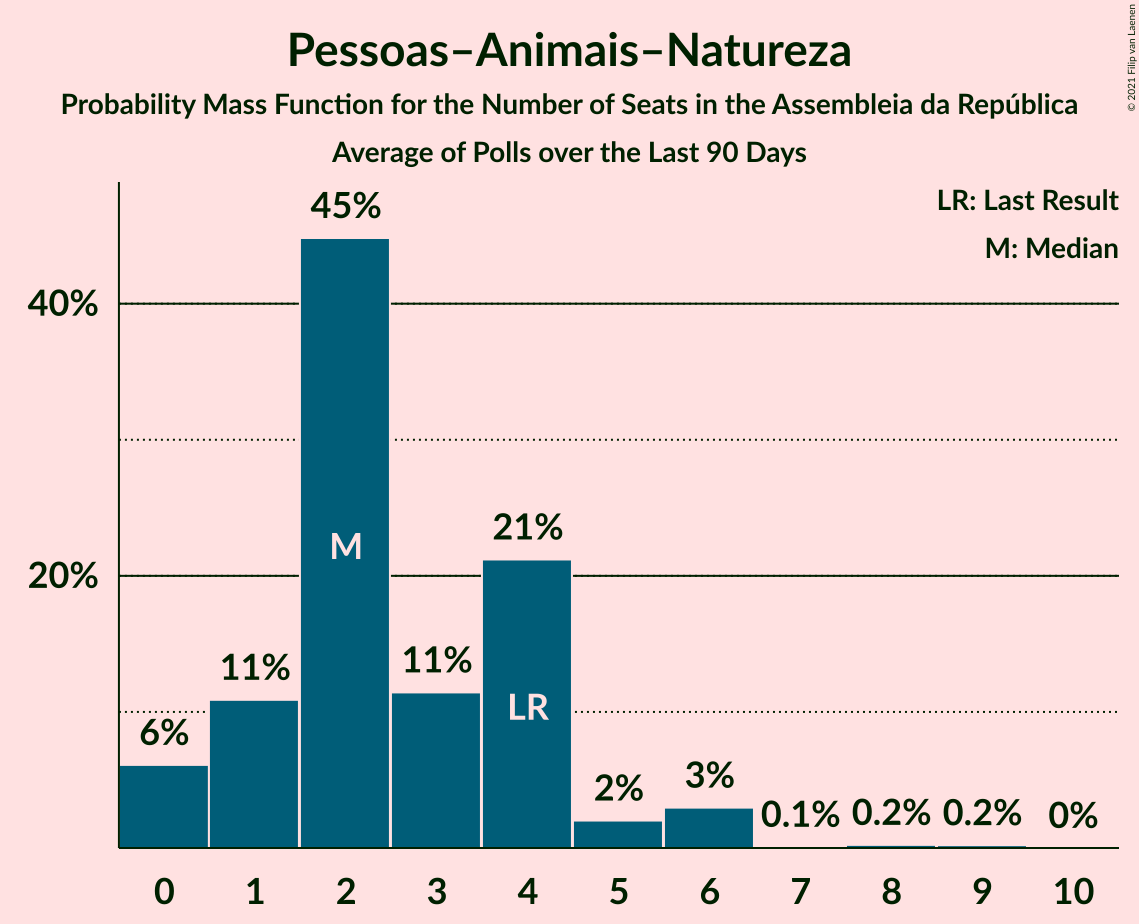 Pessoas–Animais–Natureza
Probability Mass Function for the Number of Seats in the Assembleia da República
Average of Polls over the Last 90 Days
© 2021 Filip van Laenen
LR: Last Result
M: Median
45%
40%
M
21%
20%
11%
11%
LR
6%
2%
3%
0.1%
0.2%
0.2%
0%
0 1 2 3 4 5 6 7 8 9 10